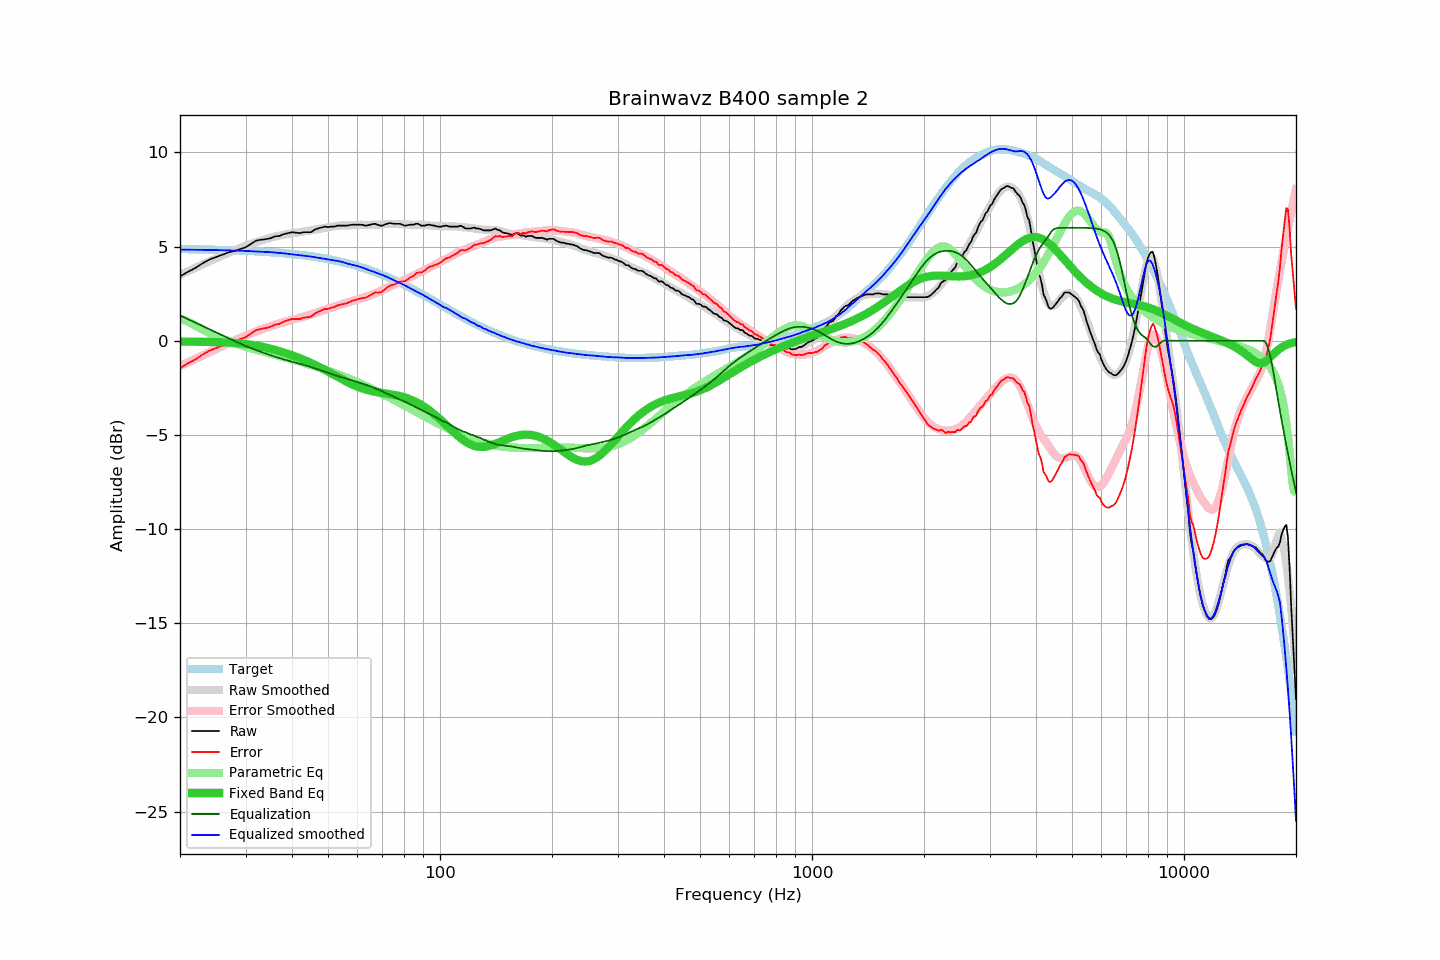 Brainwavz B400 sample 2
10
5
0
−5
−10
−15
−20
−25
Amplitude (dBr)
Target
Raw Smoothed
Error Smoothed
Raw
Error
Parametric Eq
Fixed Band Eq
Equalization
Equalized smoothed
100
1000
10000
Frequency (Hz)